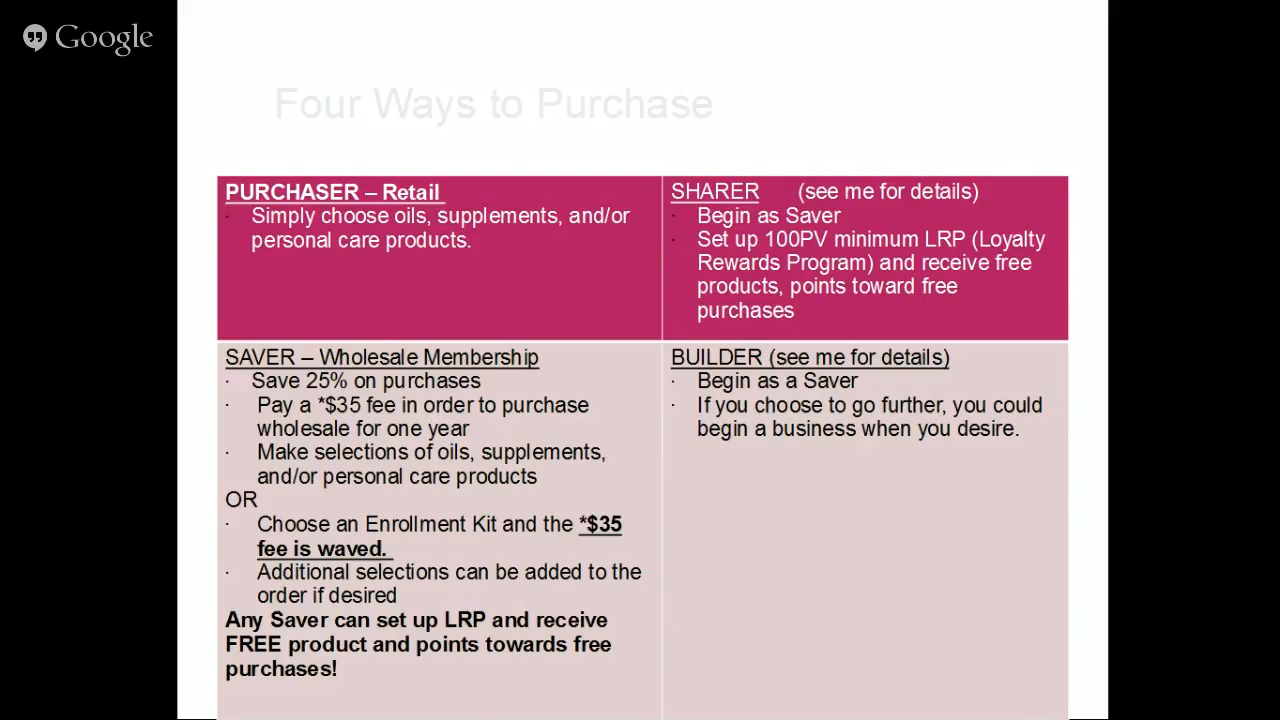 Google
Four Ways to Purchase
PURCHASER – Retail
· Simply choose oils, supplements, and/or
personal care products.
SHARER (see me for details)
· Begin as Saver
· Set up 100PV minimum LRP (Loyalty
Rewards Program) and receive free
products, points toward free
purchases
SAVER – Wholesale Membership
· Save 25% on purchases
· Pay a *$35 fee in order to purchase
wholesale for one year
· Make selections of oils, supplements,
and/or personal care products
OR
· Choose an Enrollment Kit and the *$35
fee is waved.
· Additional selections can be added to the
order if desired
Any Saver can set up LRP and receive
FREE product and points towards free
purchases!
BUILDER (see me for details)
· Begin as a Saver
· If you choose to go further, you could
begin a business when you desire.